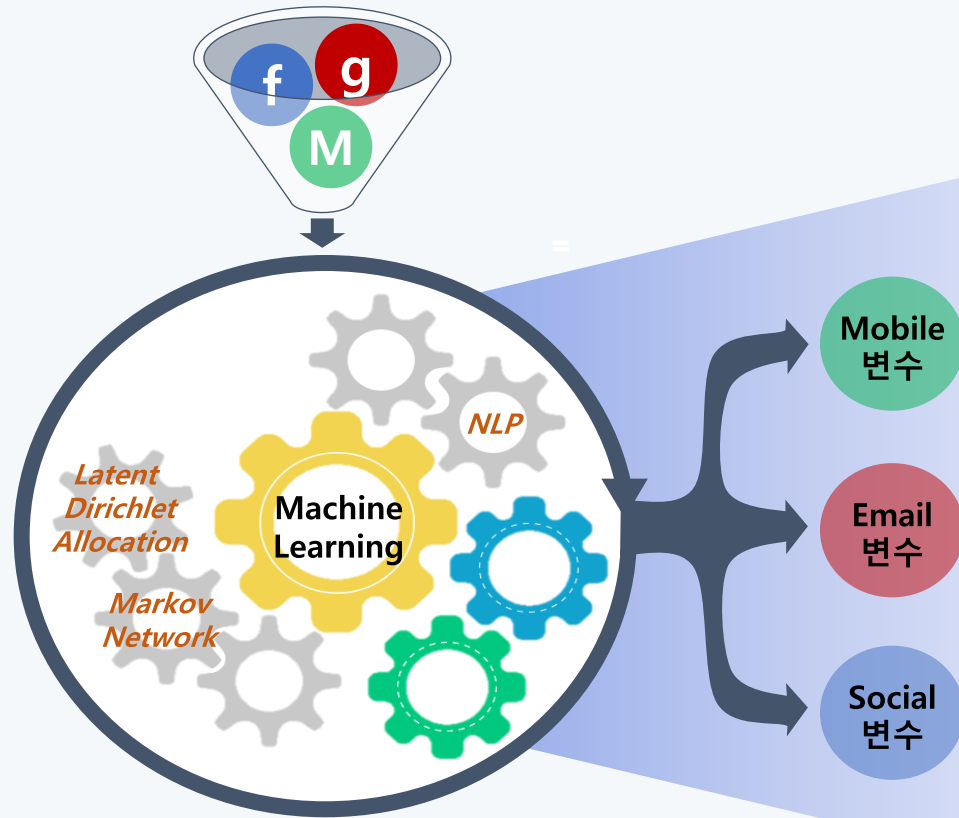 f
g
M
=
Mobile
변수
NLP
Latent
Dirichlet
Allocation
Machine
Learning
Email
변수
Markov
Network
Social
변수